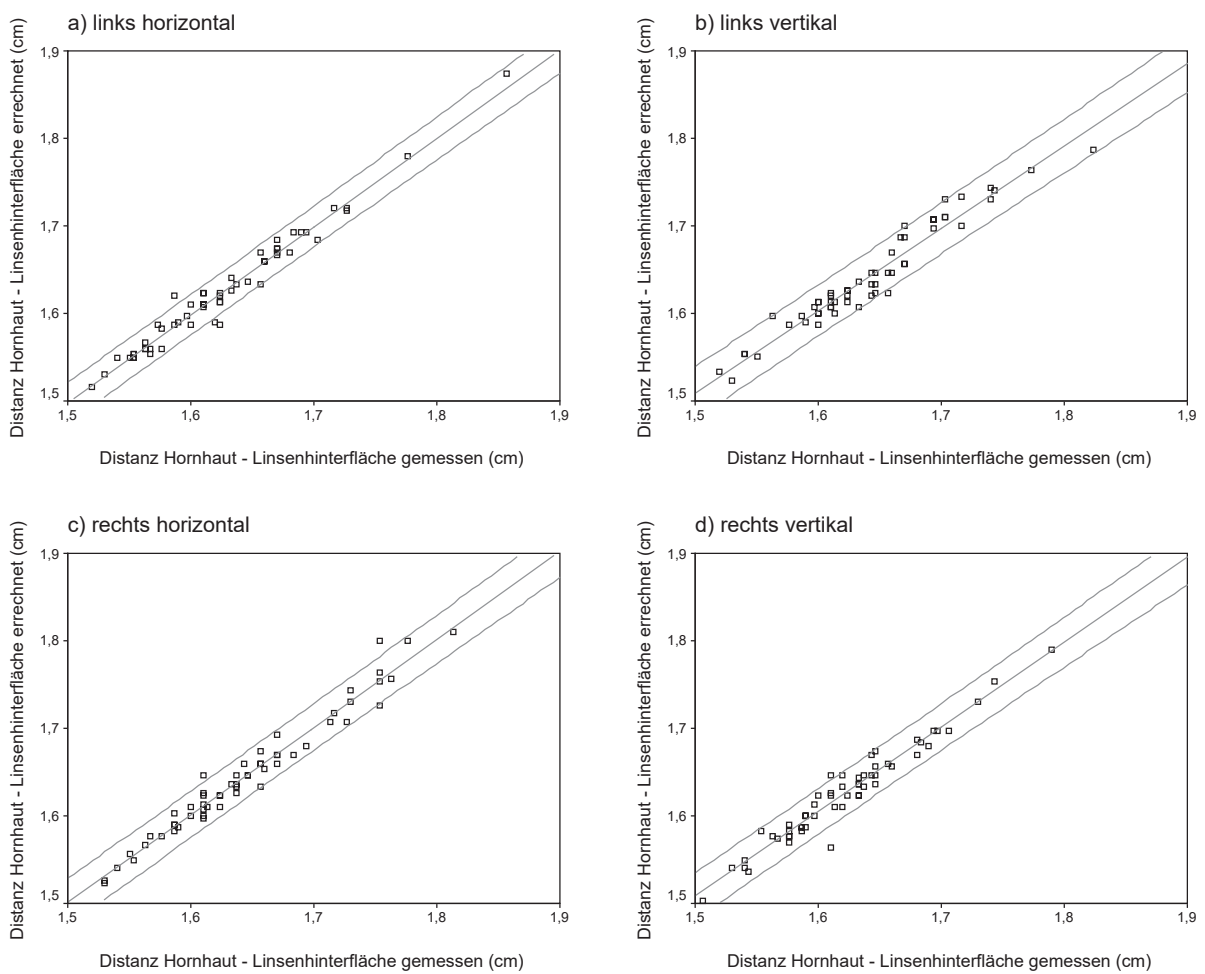 a) links horizontal
Distanz Hornhaut - Linsenhinterfläche errechnet (cm)
1,9
1,8
1,7
1,6
1,5
1,5 1,6 1,7 1,8 1,9
Distanz Hornhaut - Linsenhinterfläche gemessen (cm)
b) links vertikal
Distanz Hornhaut - Linsenhinterfläche errechnet (cm)
1,9
1,8
1,7
1,6
1,5
1,5 1,6 1,7 1,8 1,9
Distanz Hornhaut - Linsenhinterfläche gemessen (cm)
c) rechts horizontal
Distanz Hornhaut - Linsenhinterfläche errechnet (cm)
1,9
1,8
1,7
1,6
1,5
1,5 1,6 1,7 1,8 1,9
Distanz Hornhaut - Linsenhinterfläche gemessen (cm)
d) rechts vertikal
Distanz Hornhaut - Linsenhinterfläche errechnet (cm)
1,9
1,8
1,7
1,6
1,5
1,5 1,6 1,7 1,8 1,9
Distanz Hornhaut - Linsenhinterfläche gemessen (cm)